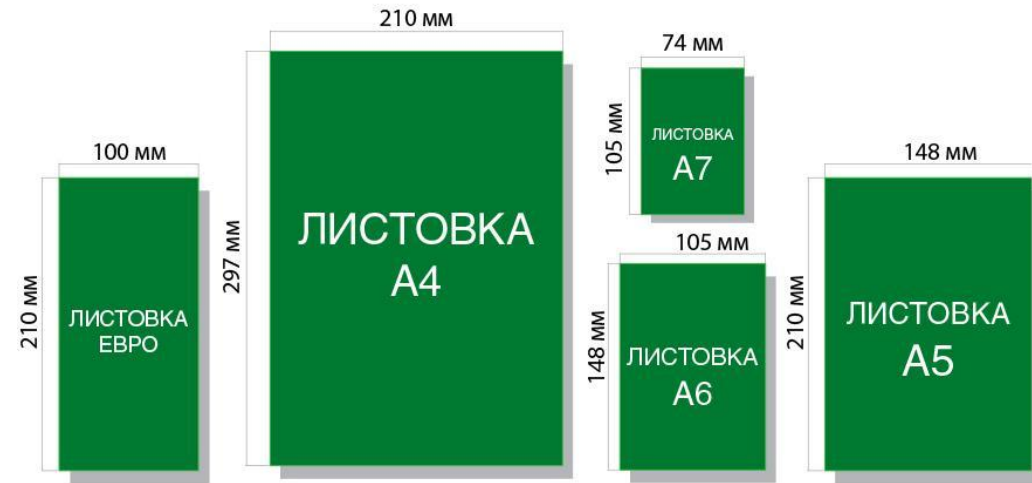 100 мм
210 мм
ЛИСТОВКА
ЕВРО
210 мм
297 мм
ЛИСТОВКА
А4
74 мм
105 мм
ЛИСТОВКА
А7
105 мм
148 мм
ЛИСТОВКА
А6
148 мм
210 мм
ЛИСТОВКА
А5